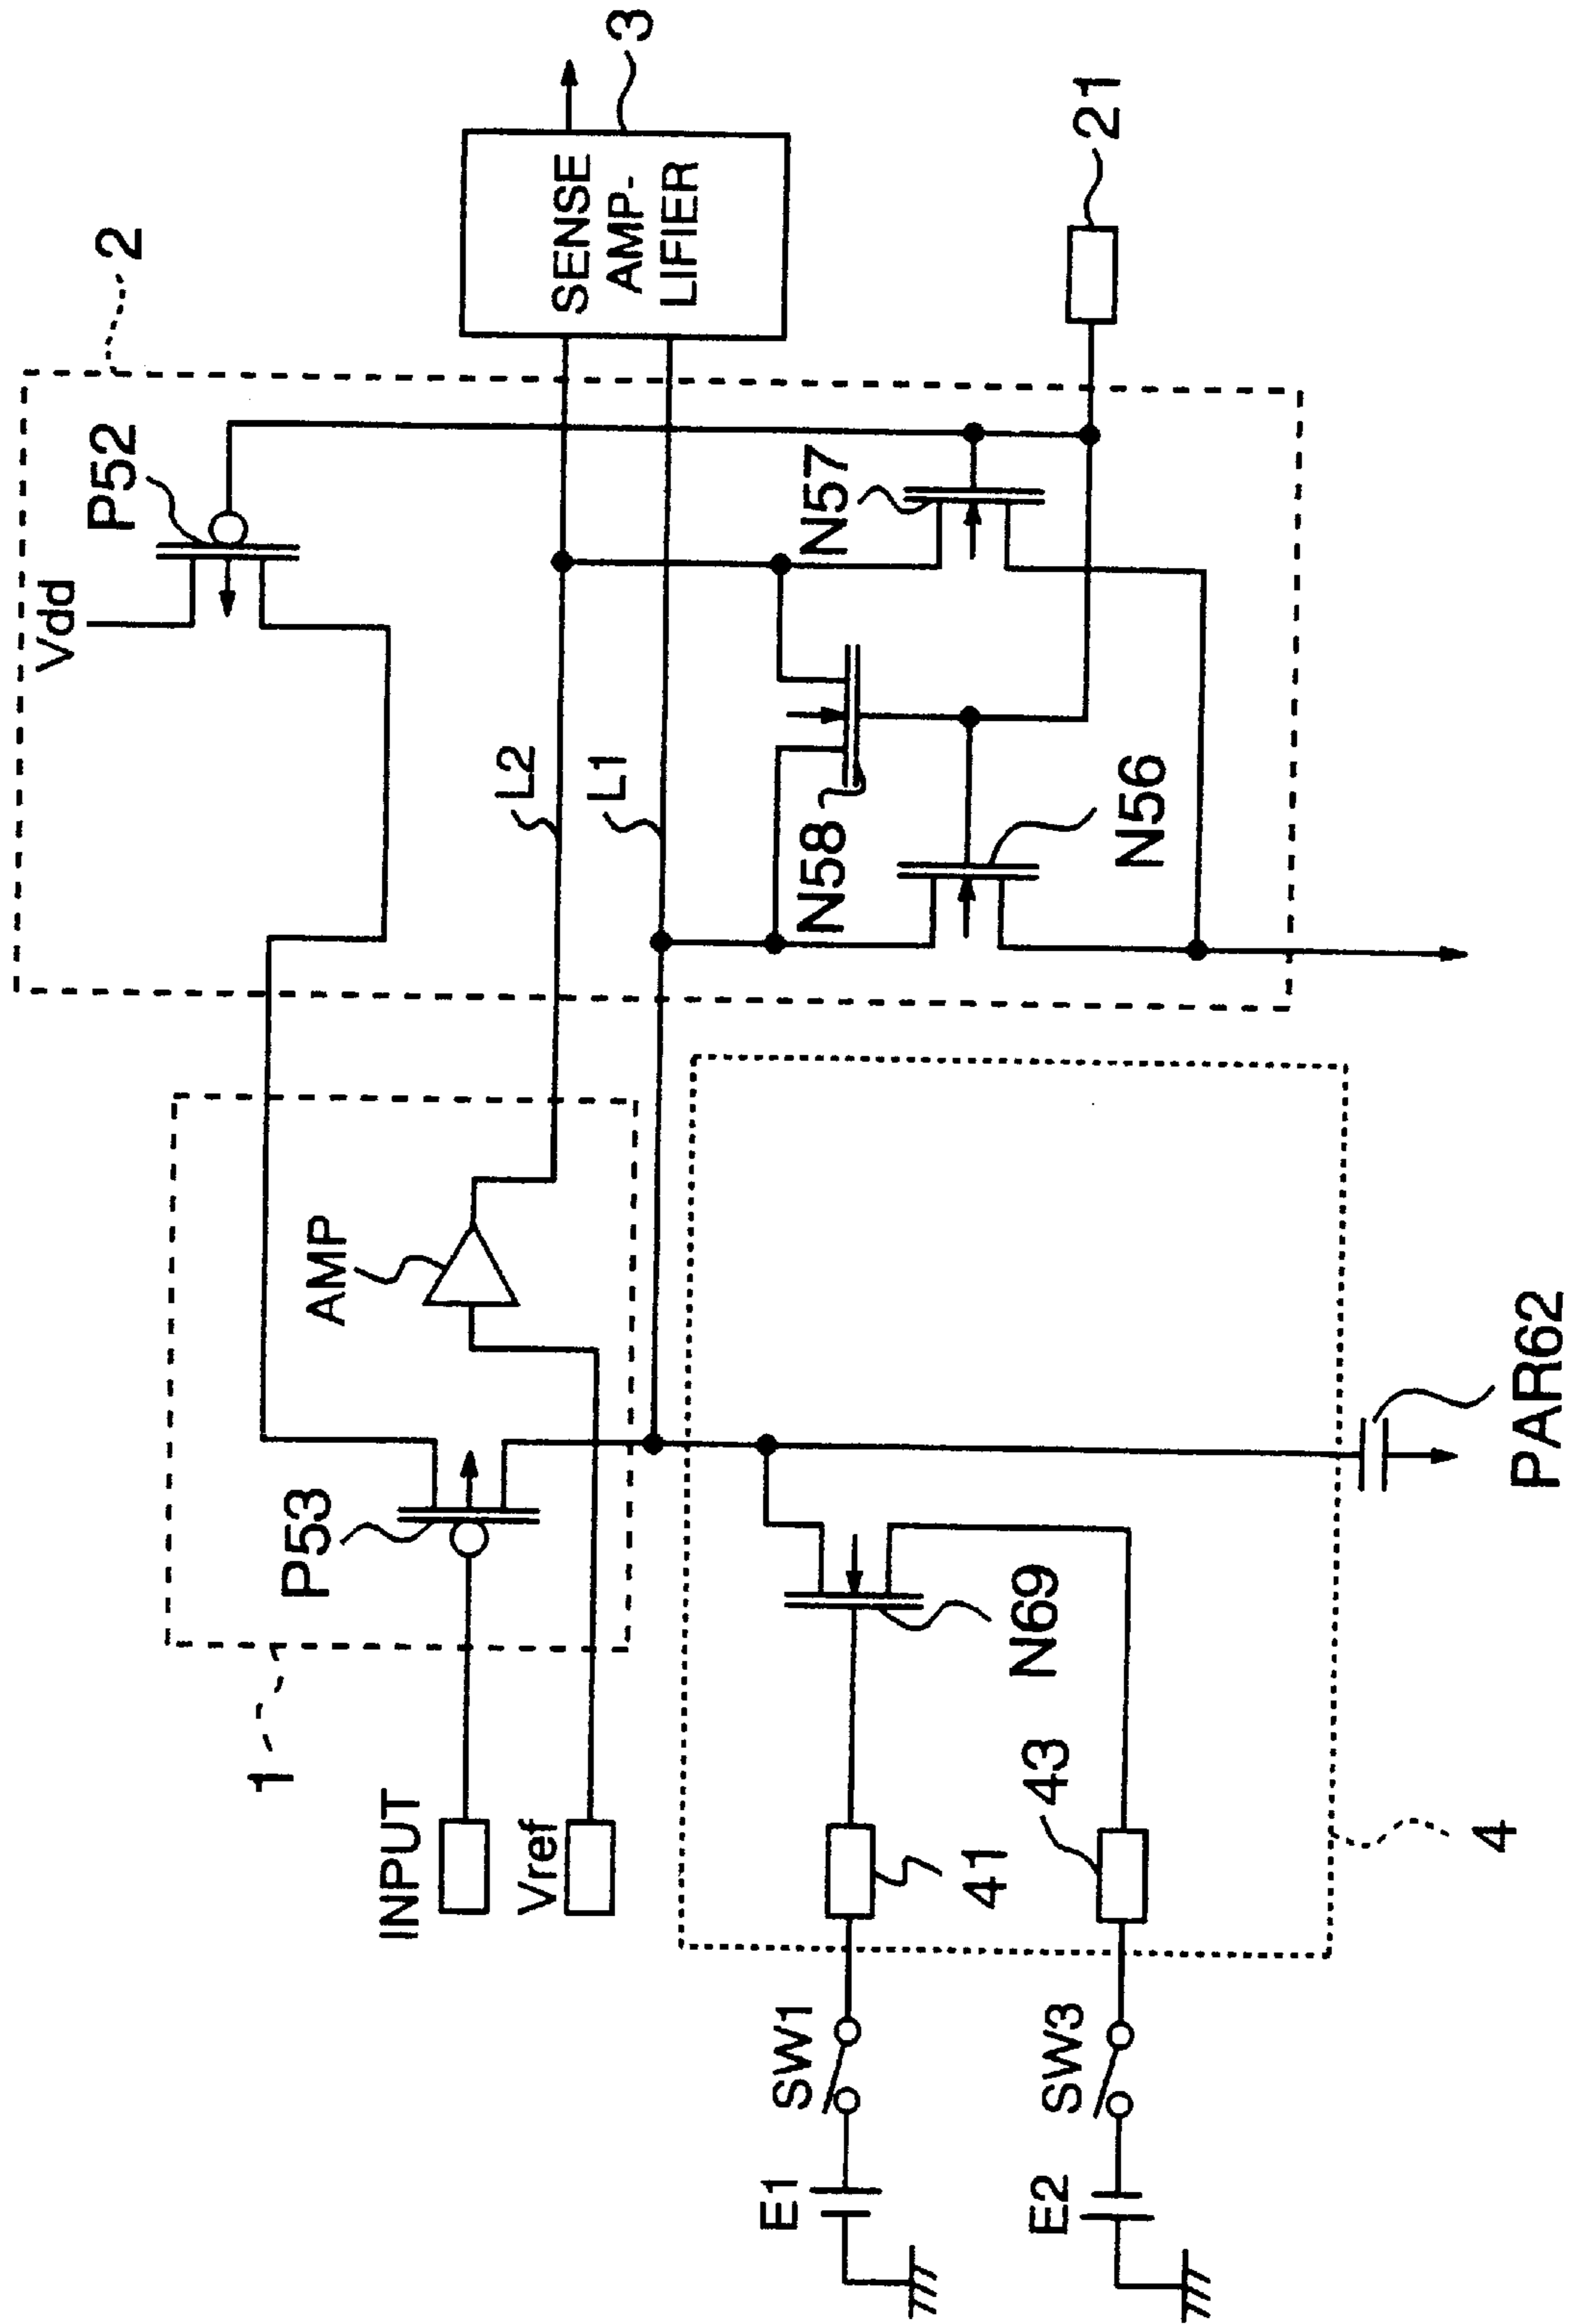 Vdd
P52
2
3
SENSE
AMP-
LIFIER
21
N57
L2
L1
N58
N56
AMP
P53
1
INPUT
Vref
N69
41
43
4
PAR62
SW1
SW3
E1
E2